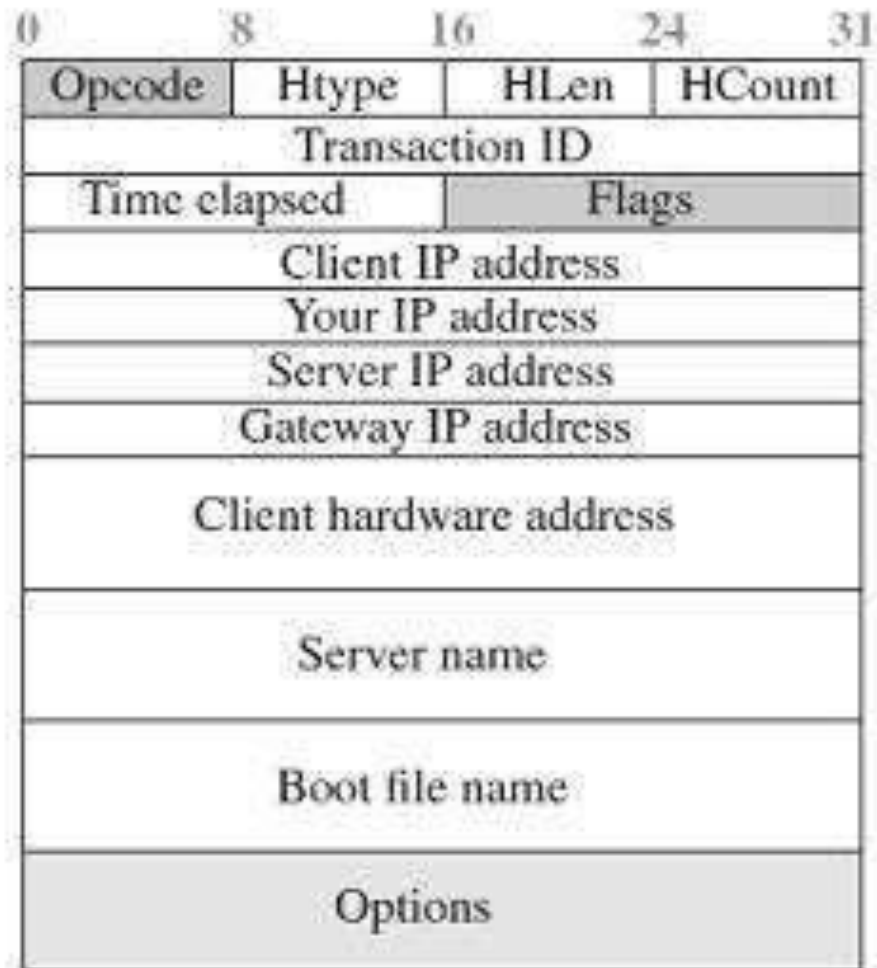 0 8 16 24 31
Opcode Htype HLen HCount
Transaction ID
Time elapsed Flags
Client IP address
Your IP address
Server IP address
Gateway IP address
Client hardware address
Server name
Boot file name
Options